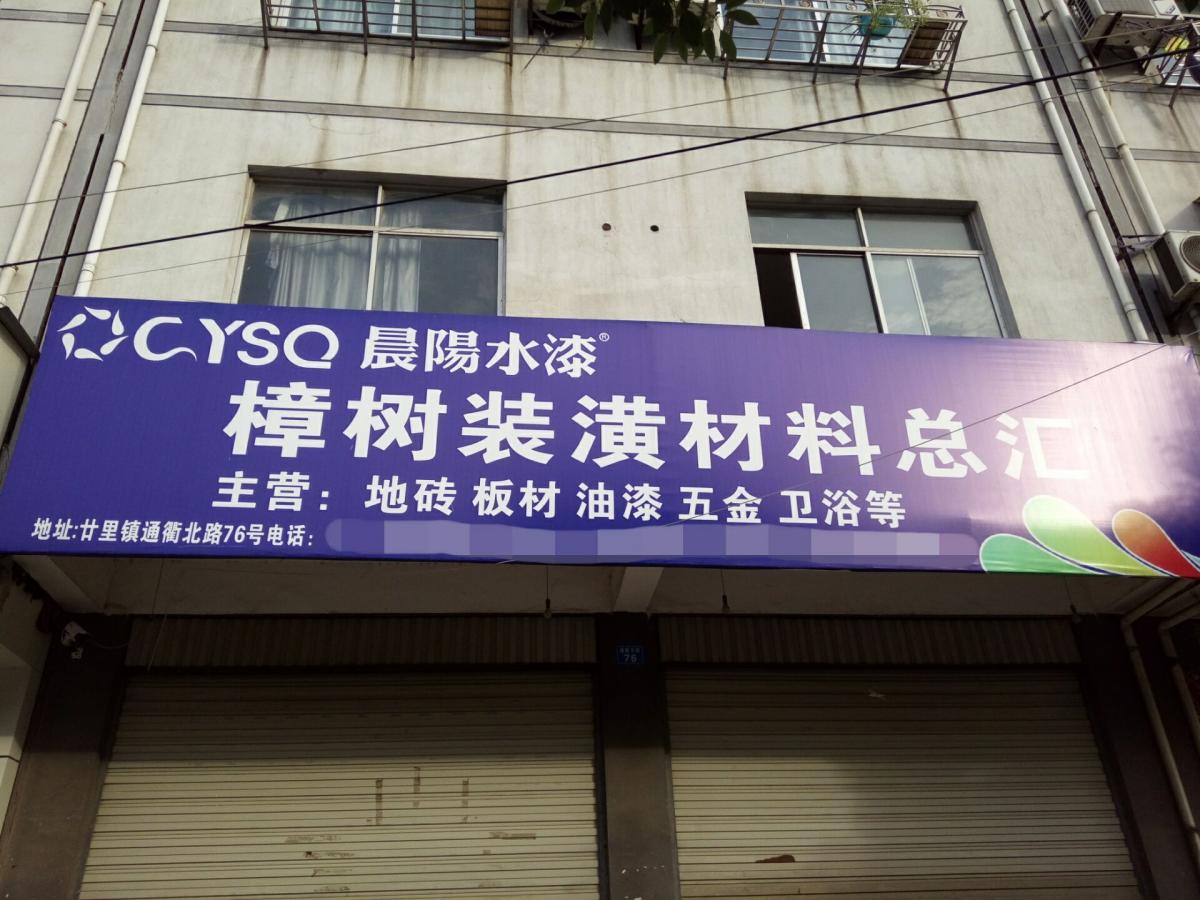 CYSQ 晨陽水漆®
樟树装潢材料总汇
主营：地砖 板材 油漆 五金 卫浴等
地址:廿里镇通衢北路76号电话:
76